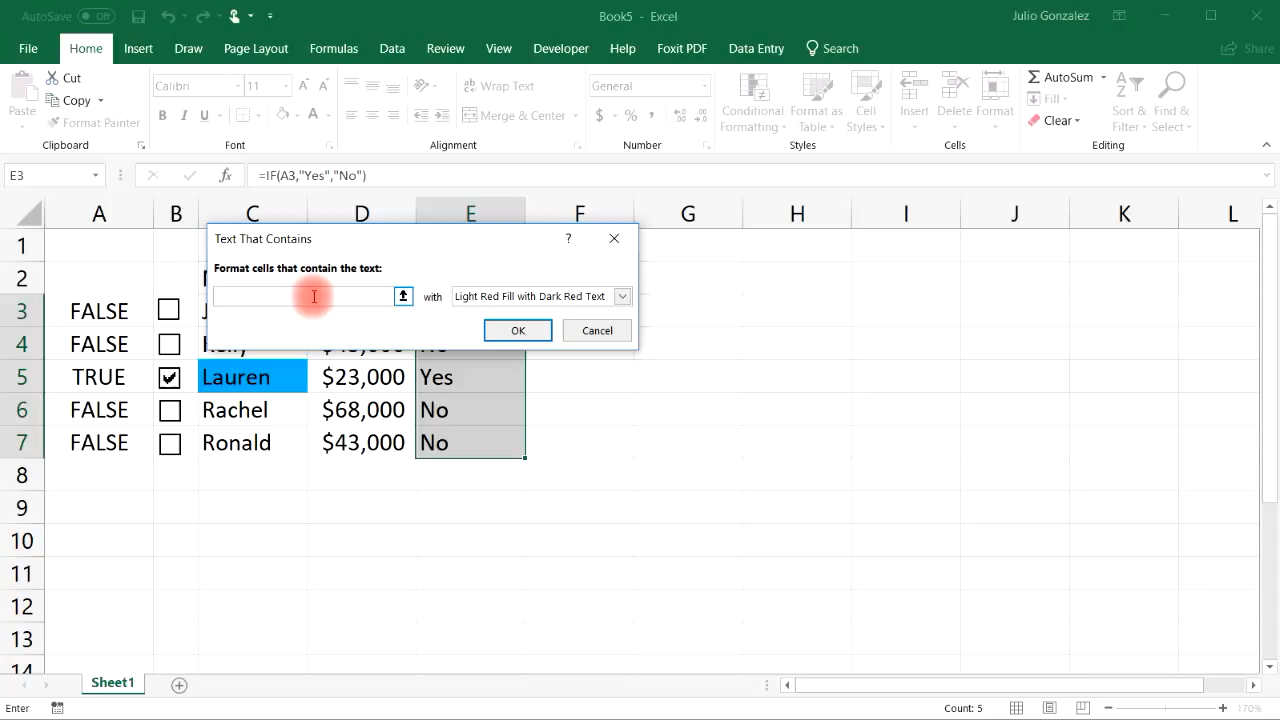 AutoSave Off Book5 - Excel Julio Gonzalez
File Home Insert Draw Page Layout Formulas Data Review View Developer Help Foxit PDF Data Entry Search Share
Paste Cut Copy Format Painter
Calibri 11 B I U A
Wrap Text Merge & Center
General $ % ,
Conditional Formatting Format as Table Cell Styles
Insert Delete Format
AutoSum Fill Clear Sort & Filter Find & Select
Clipboard Font Alignment Number Styles Cells Editing
E3 fx =IF(A3,"Yes","No")
A B C D E F G H I J K L
1
Text That Contains ?
Format cells that contain the text:
with Light Red Fill with Dark Red Text
OK Cancel
2
3 FALSE
4 FALSE Kelly $45,000 No
5 TRUE Lauren $23,000 Yes
6 FALSE Rachel $68,000 No
7 FALSE Ronald $43,000 No
8
9
10
11
12
13
14
Sheet1
Enter Count: 5 170%